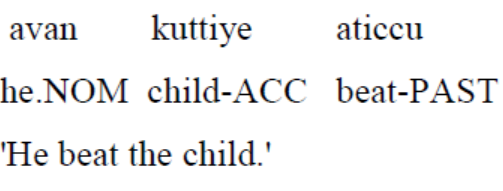 avan kuttiye aticcu
he.NOM child-ACC beat-PAST
'He beat the child.'